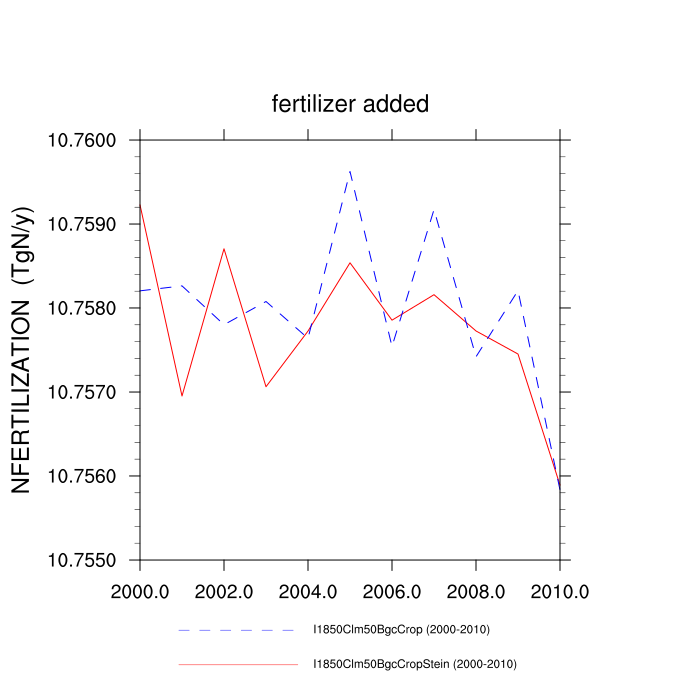 fertilizer added
NFERTILIZATION (TgN/y)
10.7600
10.7590
10.7580
10.7570
10.7560
10.7550
2000.0 2002.0 2004.0 2006.0 2008.0 2010.0
I1850Clm50BgcCrop (2000-2010)
I1850Clm50BgcCropStein (2000-2010)